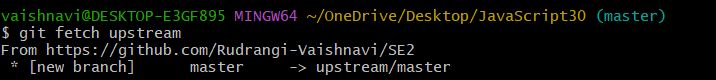 vaishnavi@DESKTOP-E3GF895 MINGW64 ~/OneDrive/Desktop/JavaScript30 (master)
$ git fetch upstream
From https://github.com/Rudrangi-Vaishnavi/SE2
 * [new branch]      master     -> upstream/master